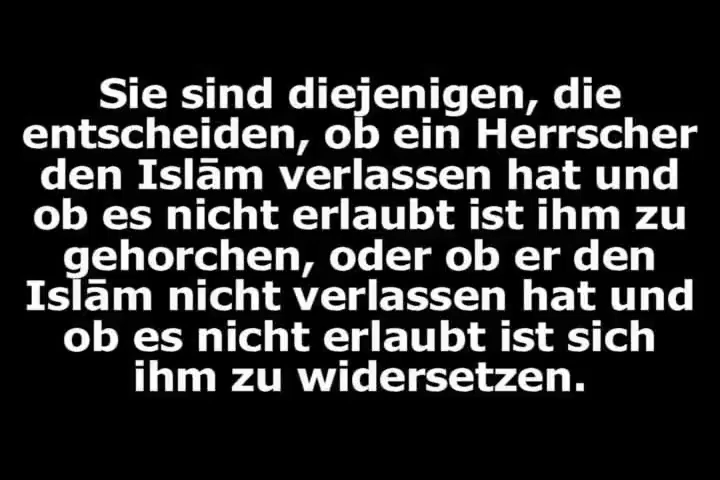 Sie sind diejenigen, die
entscheiden, ob ein Herrscher
den Islām verlassen hat und
ob es nicht erlaubt ist ihm zu
gehorchen, oder ob er den
Islām nicht verlassen hat und
ob es nicht erlaubt ist sich
ihm zu widersetzen.